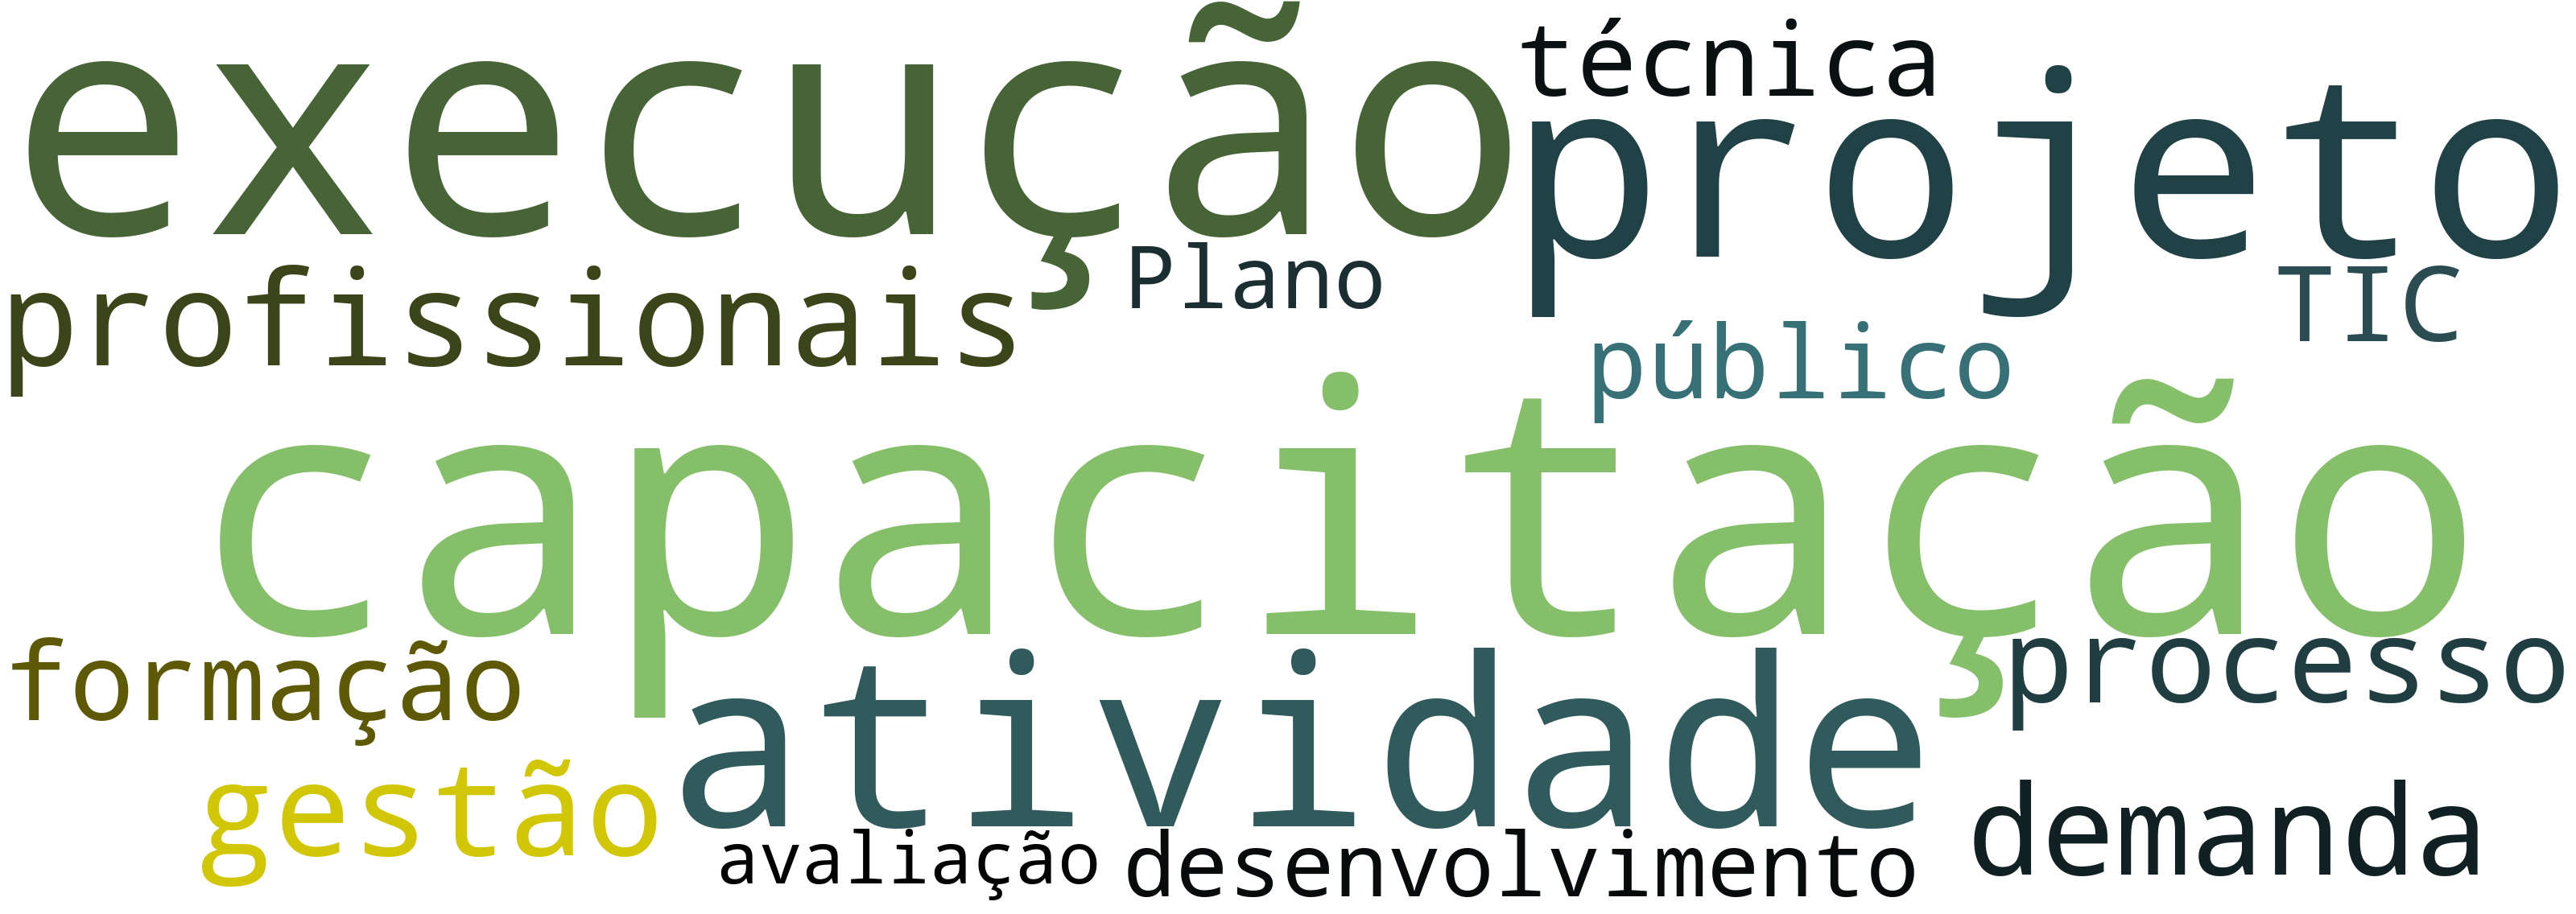 execução
técnica
projeto
profissionais
Plano
TIC
público
capacitação
formação
processo
atividade
gestão
demanda
avaliação
desenvolvimento